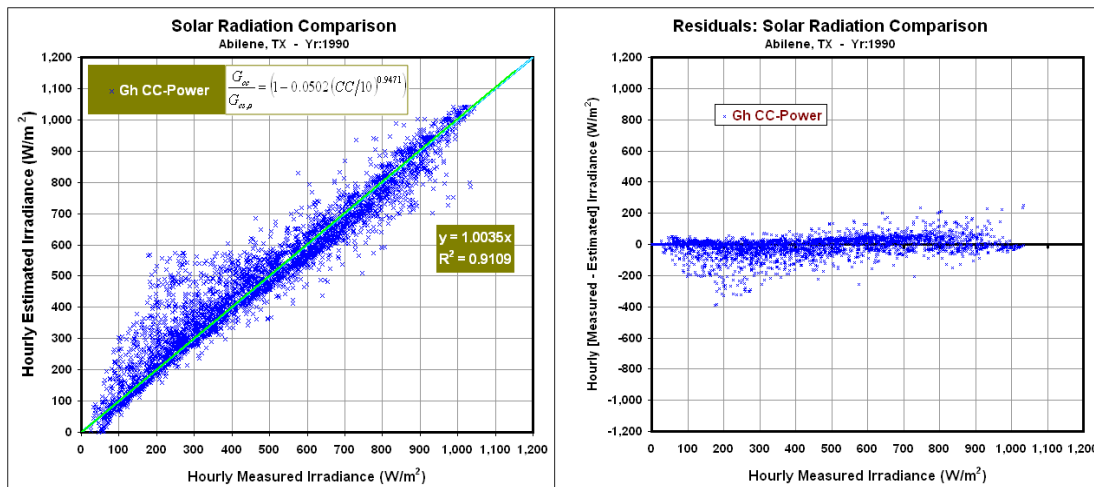 Solar Radiation Comparison
Abilene, TX - Yr:1990
1,200
1,100
1,000
900
800
700
600
500
400
300
200
100
0
Hourly Estimated Irradiance (W/m²)
Gh CC-Power
G_cc / G_cs,p = (1 − 0.0502 (CC/10)^0.9471)
y = 1.0035x
R² = 0.9109
0 100 200 300 400 500 600 700 800 900 1,000 1,100 1,200
Hourly Measured Irradiance (W/m²)
Residuals: Solar Radiation Comparison
Abilene, TX - Yr:1990
1,200
1,000
800
600
400
200
0
-200
-400
-600
-800
-1,000
-1,200
Hourly [Measured - Estimated] Irradiance (W/m²)
Gh CC-Power
0 100 200 300 400 500 600 700 800 900 1,000 1,100 1,200
Hourly Measured Irradiance (W/m²)